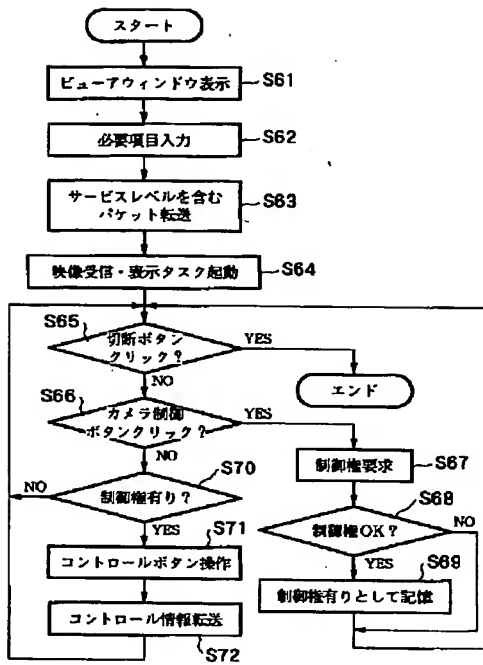 スタート
ビューアウィンドウ表示
S61
必要項目入力
S62
サービスレベルを含む
パケット転送
S63
映像受信・表示タスク起動
S64
S65
切断ボタン
クリック?
YES
NO
エンド
S66
カメラ制御
ボタンクリック?
YES
NO
制御権要求
S67
S70
制御権有り?
NO
YES
S68
制御権OK?
NO
YES
S71
コントロールボタン操作
S69
制御権有りとして記憶
コントロール情報転送
S72